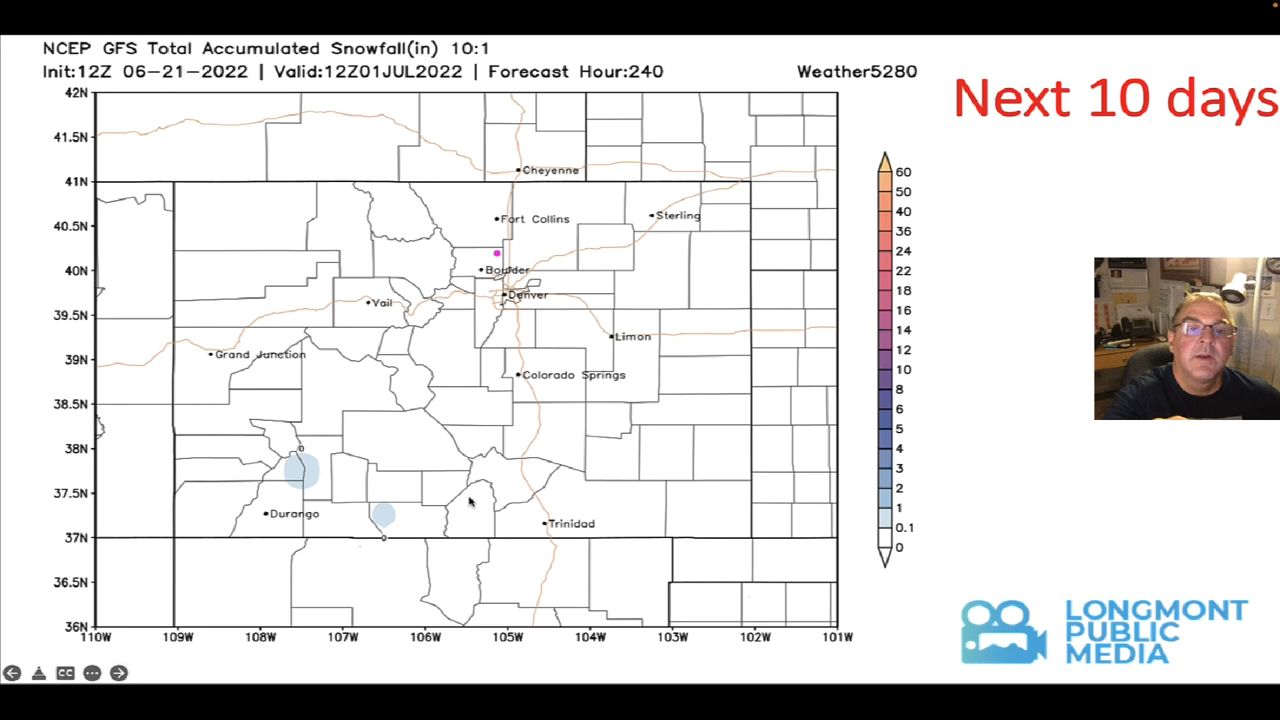 NCEP GFS Total Accumulated Snowfall(in) 10:1
Init:12Z 06-21-2022 | Valid:12Z01JUL2022 | Forecast Hour:240
Weather5280
Next 10 days
42N
41.5N
41N
40.5N
40N
39.5N
39N
38.5N
38N
37.5N
37N
36.5N
36N
110W
109W
108W
107W
106W
105W
104W
103W
102W
101W
Cheyenne
Fort Collins
Sterling
Boulder
Denver
Vail
Limon
Grand Junction
Colorado Springs
0
Durango
Trinidad
0
60
50
40
36
24
22
18
16
14
12
10
8
6
5
4
3
2
1
0.1
0
CC
LONGMONT
PUBLIC
MEDIA